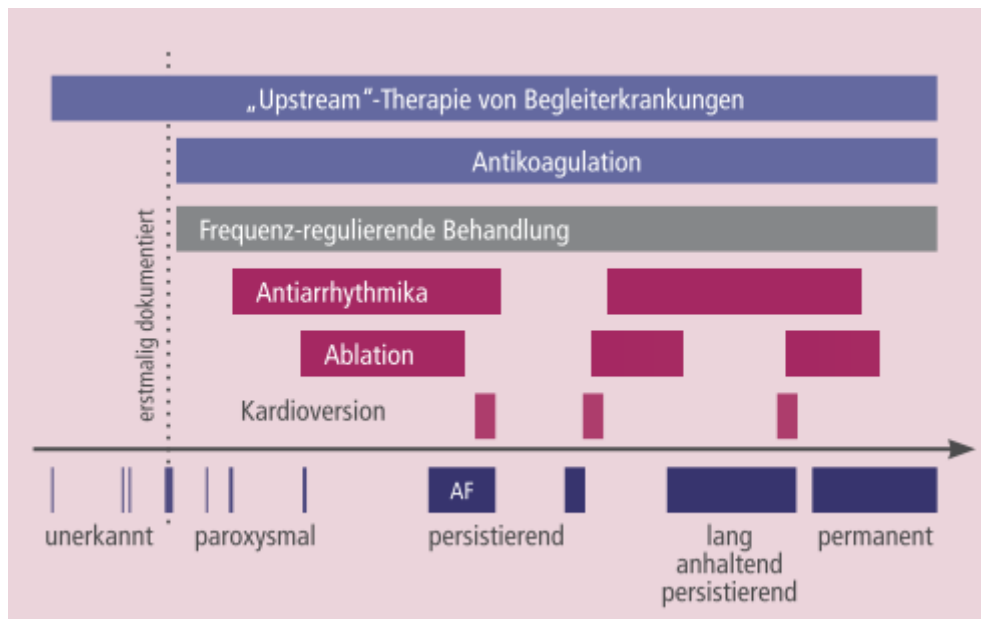 „Upstream“-Therapie von Begleiterkrankungen
Antikoagulation
erstmalig dokumentiert
Frequenz-regulierende Behandlung
Antiarrhythmika
Ablation
Kardioversion
AF
unerkannt
paroxysmal
persistierend
lang
anhaltend
persistierend
permanent